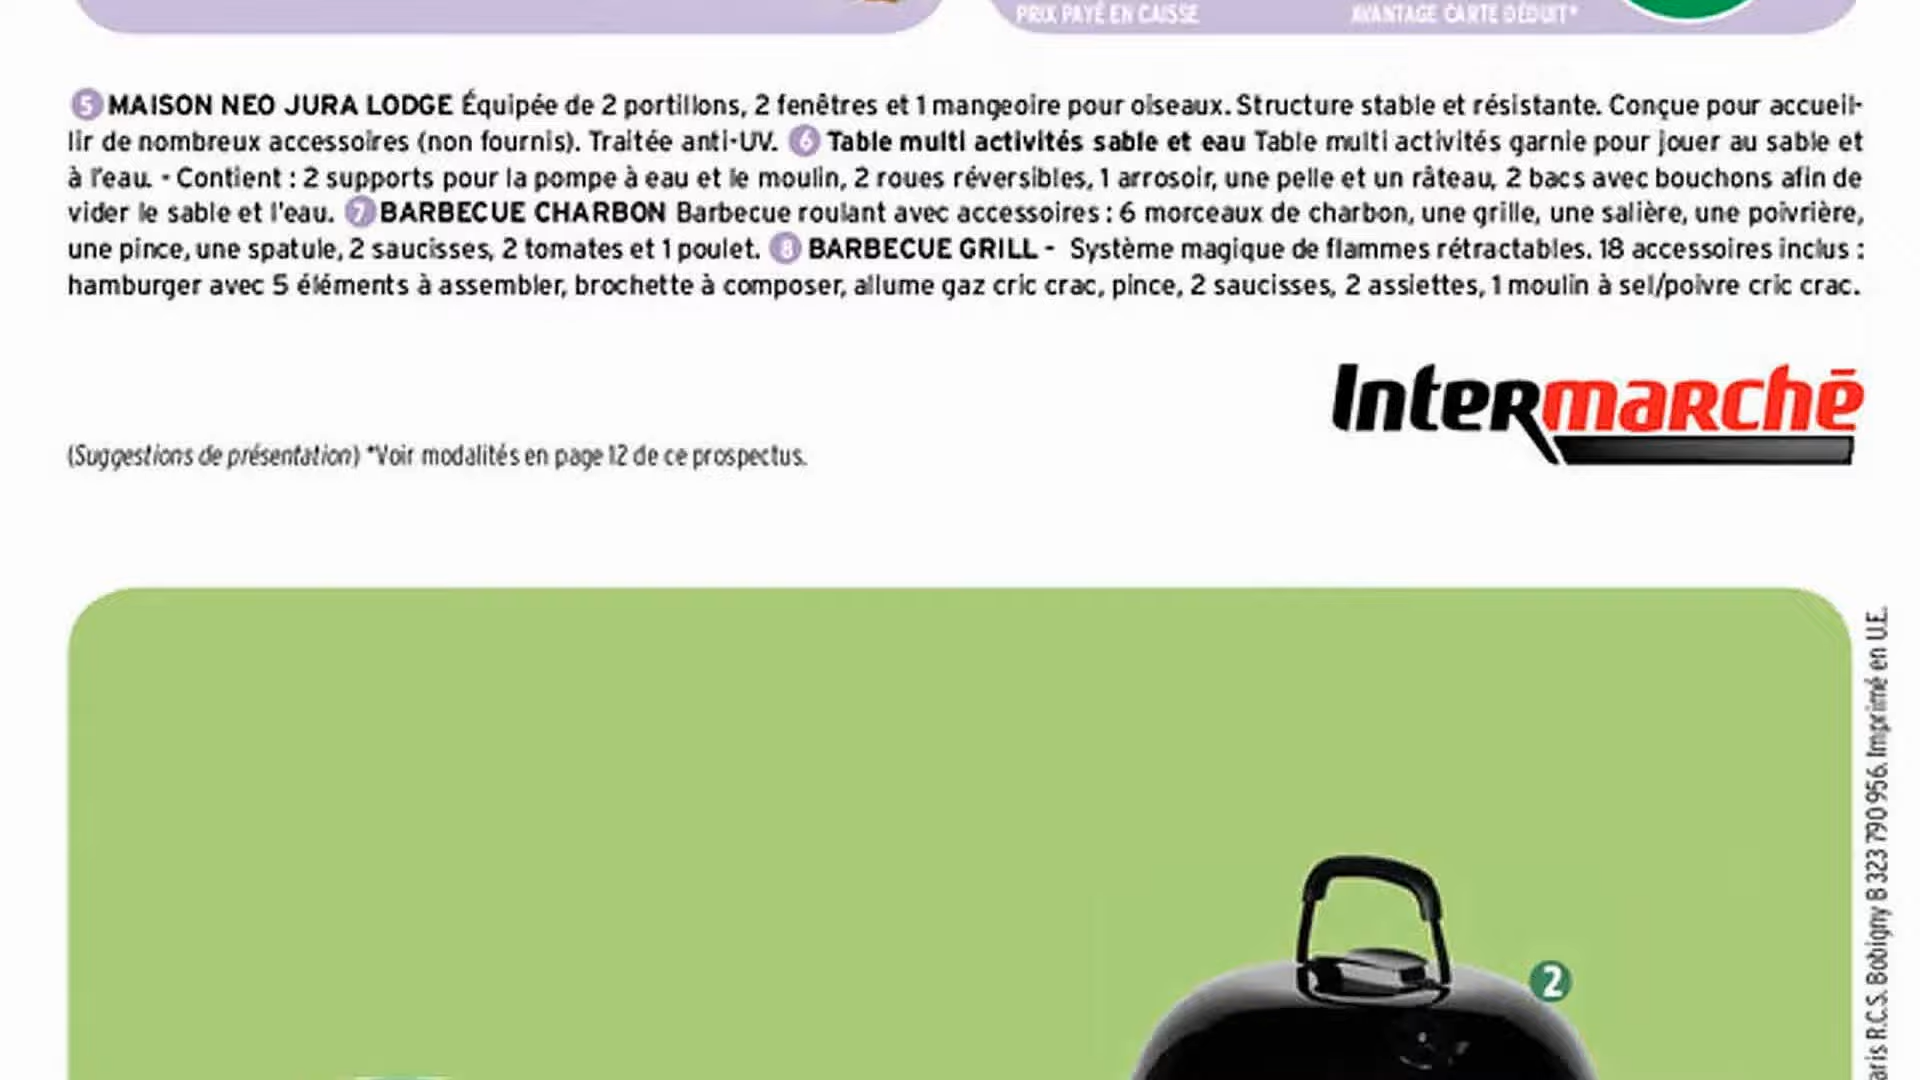 PRIX PAYÉ EN CAISSE
AVANTAGE CARTE DÉDUIT*
5 MAISON NEO JURA LODGE Équipée de 2 portillons, 2 fenêtres et 1 mangeoire pour oiseaux. Structure stable et résistante. Conçue pour accueil-
lir de nombreux accessoires (non fournis). Traitée anti-UV. 6 Table multi activités sable et eau Table multi activités garnie pour jouer au sable et
à l'eau. - Contient : 2 supports pour la pompe à eau et le moulin, 2 roues réversibles, 1 arrosoir, une pelle et un râteau, 2 bacs avec bouchons afin de
vider le sable et l'eau. 7 BARBECUE CHARBON Barbecue roulant avec accessoires : 6 morceaux de charbon, une grille, une salière, une poivrière,
une pince, une spatule, 2 saucisses, 2 tomates et 1 poulet. 8 BARBECUE GRILL - Système magique de flammes rétractables. 18 accessoires inclus :
hamburger avec 5 éléments à assembler, brochette à composer, allume gaz cric crac, pince, 2 saucisses, 2 assiettes, 1 moulin à sel/poivre cric crac.
Intermarché
(Suggestions de présentation) *Voir modalités en page 12 de ce prospectus.
2
R.C.S. Bobigny B 323 790 956. Imprimé en U.E.